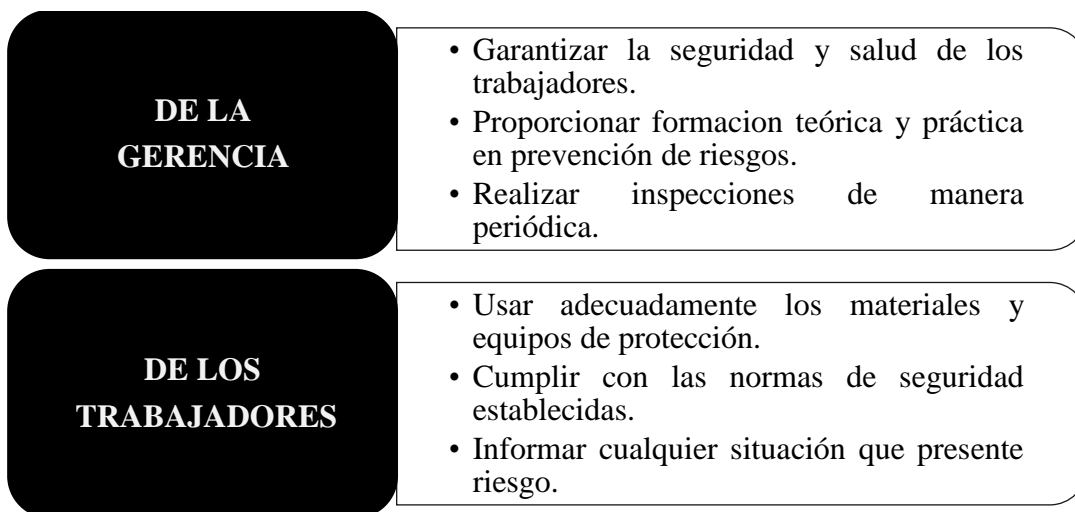 DE LA
GERENCIA
• Garantizar la seguridad y salud de los
trabajadores.
• Proporcionar formacion teórica y práctica
en prevención de riesgos.
• Realizar inspecciones de manera
periódica.
DE LOS
TRABAJADORES
• Usar adecuadamente los materiales y
equipos de protección.
• Cumplir con las normas de seguridad
establecidas.
• Informar cualquier situación que presente
riesgo.